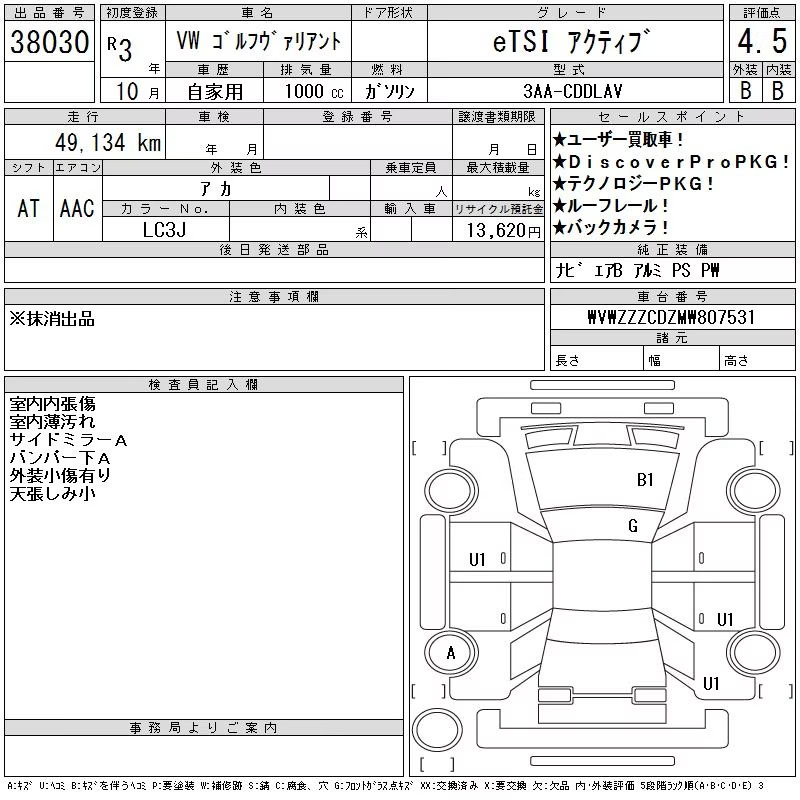 出品番号 初度登録 車名 ドア形状 グレード 評価点
38030 R 3 年 VW ゴルフヴァリアント eTSI アクティブ 4.5
車歴 排気量 燃料 型式 外装 内装
10 月 自家用 1000 cc ガソリン 3AA-CDDLAV B B
走行 車検 登録番号 譲渡書類期限 セールスポイント
49,134 km 年 月 月 日
★ユーザー買取車！
★ＤｉｓｃｏｖｅｒＰｒｏＰＫＧ！
★テクノロジーＰＫＧ！
★ルーフレール！
★バックカメラ！
シフト エアコン 外装色 乗車定員 最大積載量
AT AAC アカ 人 kg
カラーNo. 内装色 輸入車 リサイクル預託金
LC3J 系 13,620円
後日発送部品 純正装備
ナビ エアB アルミ PS PW
注意事項欄 車台番号
※抹消出品 WVWZZZCDZMW807531
諸元
長さ 幅 高さ
検査員記入欄
室内内張傷
室内薄汚れ
サイドミラーＡ
バンパー下Ａ
外装小傷有り
天張しみ小
B1
G
U1
U1
A
U1
事務局よりご案内
A:キズ U:ヘコミ B:キズを伴うヘコミ P:要塗装 W:補修跡 S:錆 C:腐食、穴 G:フロントガラス点キズ XX:交換済み X:要交換 欠:欠品 内・外装評価 5段階ランク順(A・B・C・D・E) 3